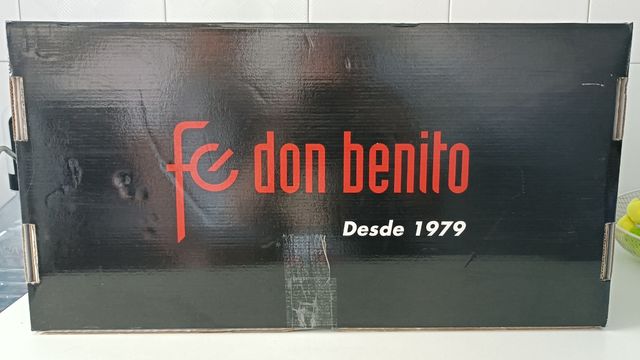 fe don benito
Desde 1979